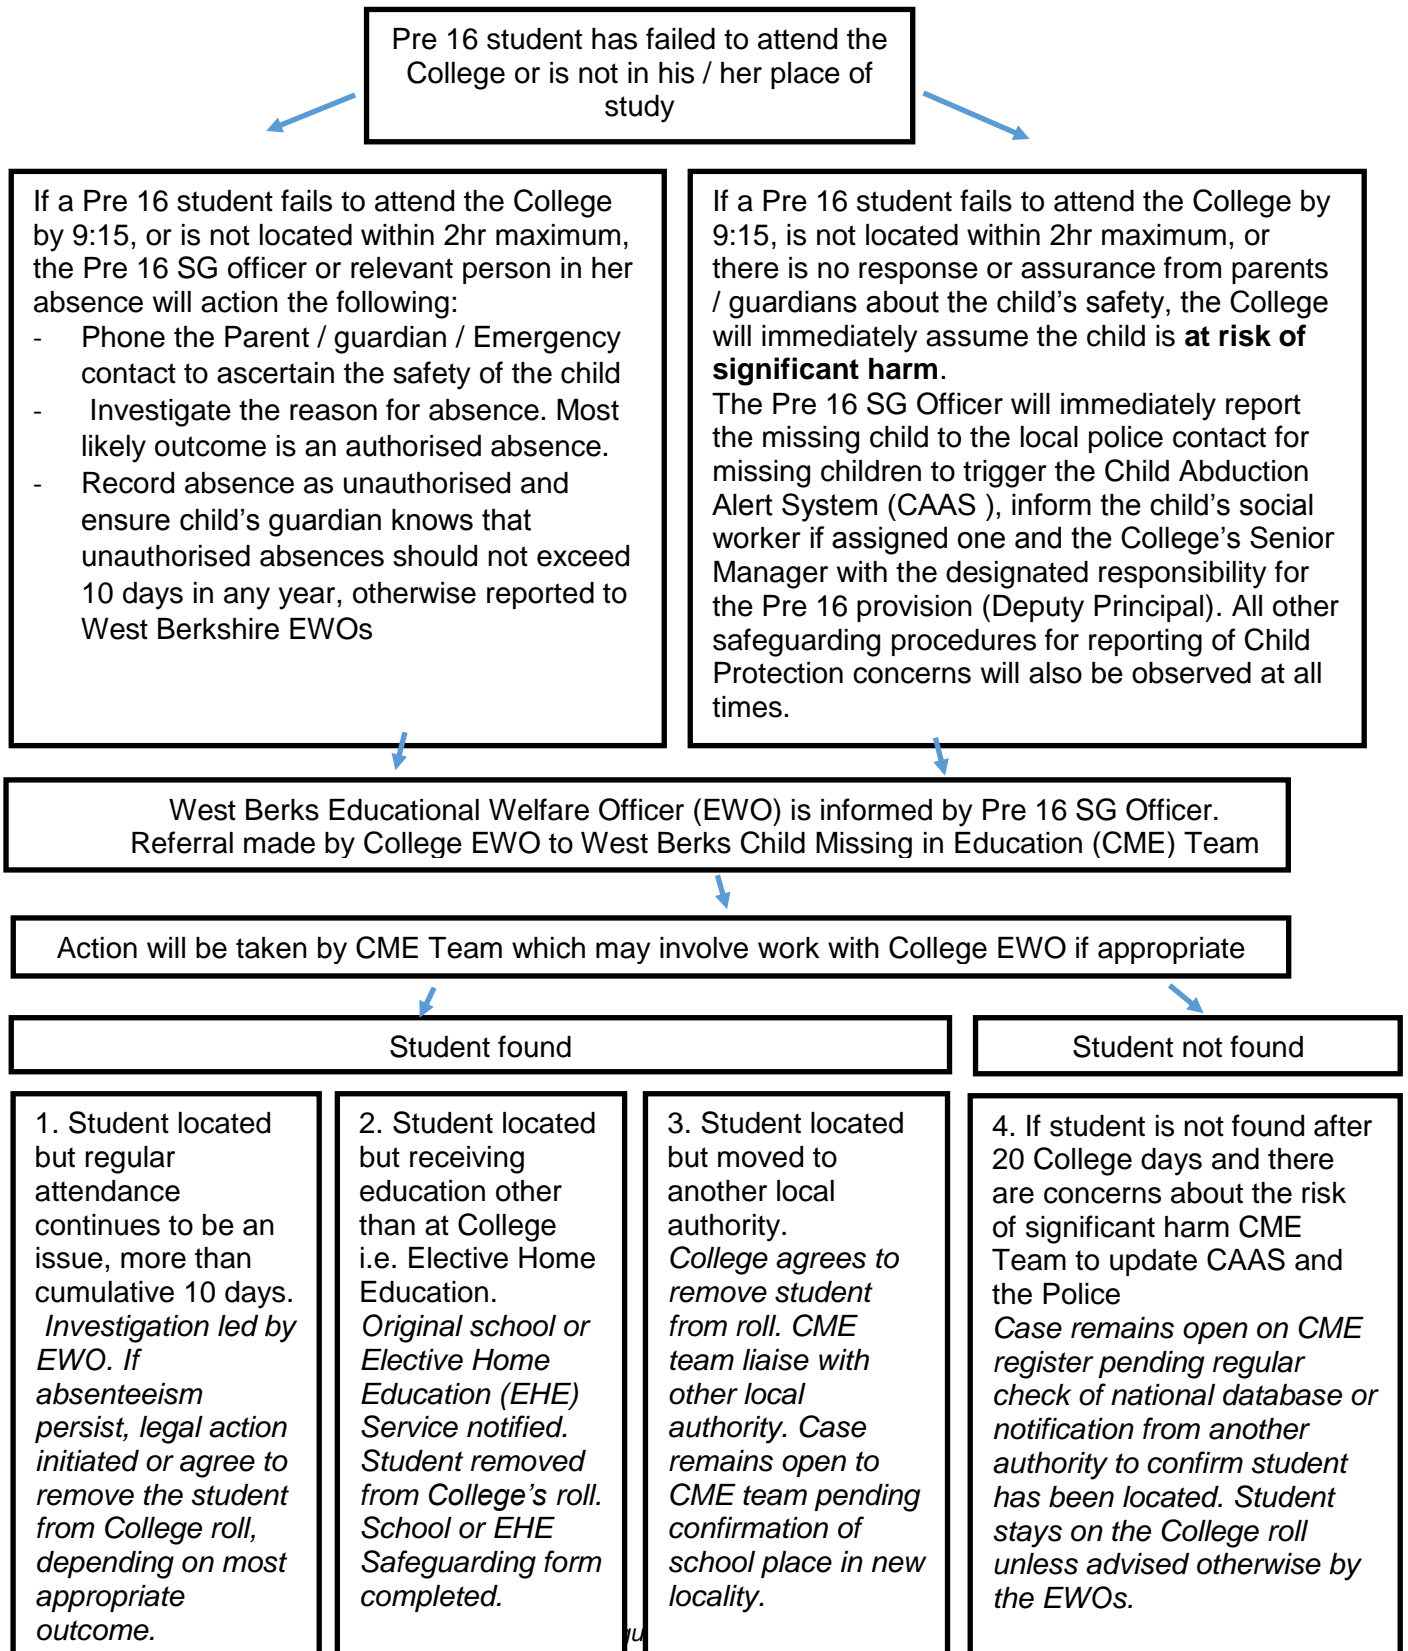 Pre 16 student has failed to attend the
College or is not in his / her place of
study
If a Pre 16 student fails to attend the College
by 9:15, or is not located within 2hr maximum,
the Pre 16 SG officer or relevant person in her
absence will action the following:
- Phone the Parent / guardian / Emergency
contact to ascertain the safety of the child
- Investigate the reason for absence. Most
likely outcome is an authorised absence.
- Record absence as unauthorised and
ensure child's guardian knows that
unauthorised absences should not exceed
10 days in any year, otherwise reported to
West Berkshire EWOs
If a Pre 16 student fails to attend the College by
9:15, is not located within 2hr maximum, or
there is no response or assurance from parents
/ guardians about the child's safety, the College
will immediately assume the child is at risk of
significant harm.
The Pre 16 SG Officer will immediately report
the missing child to the local police contact for
missing children to trigger the Child Abduction
Alert System (CAAS ), inform the child's social
worker if assigned one and the College's Senior
Manager with the designated responsibility for
the Pre 16 provision (Deputy Principal). All other
safeguarding procedures for reporting of Child
Protection concerns will also be observed at all
times.
West Berks Educational Welfare Officer (EWO) is informed by Pre 16 SG Officer.
Referral made by College EWO to West Berks Child Missing in Education (CME) Team
Action will be taken by CME Team which may involve work with College EWO if appropriate
Student found
Student not found
1. Student located
but regular
attendance
continues to be an
issue, more than
cumulative 10 days.
Investigation led by
EWO. If
absenteeism
persist, legal action
initiated or agree to
remove the student
from College roll,
depending on most
appropriate
outcome.
2. Student located
but receiving
education other
than at College
i.e. Elective Home
Education.
Original school or
Elective Home
Education (EHE)
Service notified.
Student removed
from College's roll.
School or EHE
Safeguarding form
completed.
3. Student located
but moved to
another local
authority.
College agrees to
remove student
from roll. CME
team liaise with
other local
authority. Case
remains open to
CME team pending
confirmation of
school place in new
locality.
4. If student is not found after
20 College days and there
are concerns about the risk
of significant harm CME
Team to update CAAS and
the Police
Case remains open on CME
register pending regular
check of national database or
notification from another
authority to confirm student
has been located. Student
stays on the College roll
unless advised otherwise by
the EWOs.